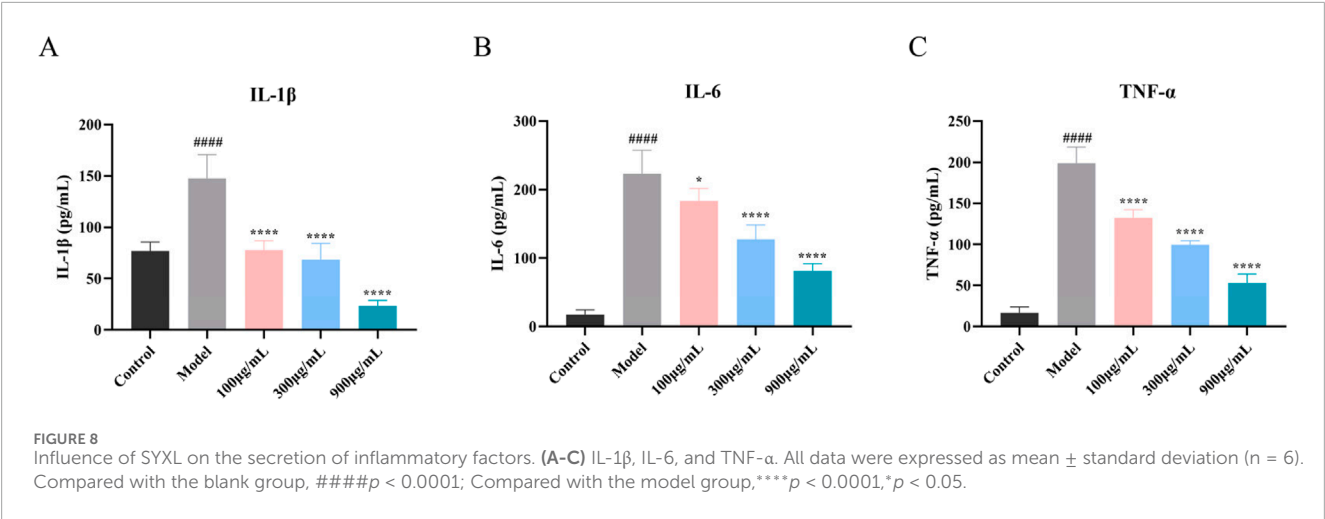 A
B
C
IL-1β
IL-6
TNF-α
IL-1β (pg/mL)
200
150
100
50
0
####
****
****
****
Control
Model
100μg/mL
300μg/mL
900μg/mL
IL-6 (pg/mL)
300
200
100
0
####
*
****
****
Control
Model
100μg/mL
300μg/mL
900μg/mL
TNF-α (pg/mL)
250
200
150
100
50
0
####
****
****
****
Control
Model
100μg/mL
300μg/mL
900μg/mL
FIGURE 8
Influence of SYXL on the secretion of inflammatory factors. (A-C) IL-1β, IL-6, and TNF-α. All data were expressed as mean ± standard deviation (n = 6).
Compared with the blank group, ####p < 0.0001; Compared with the model group,****p < 0.0001,*p < 0.05.